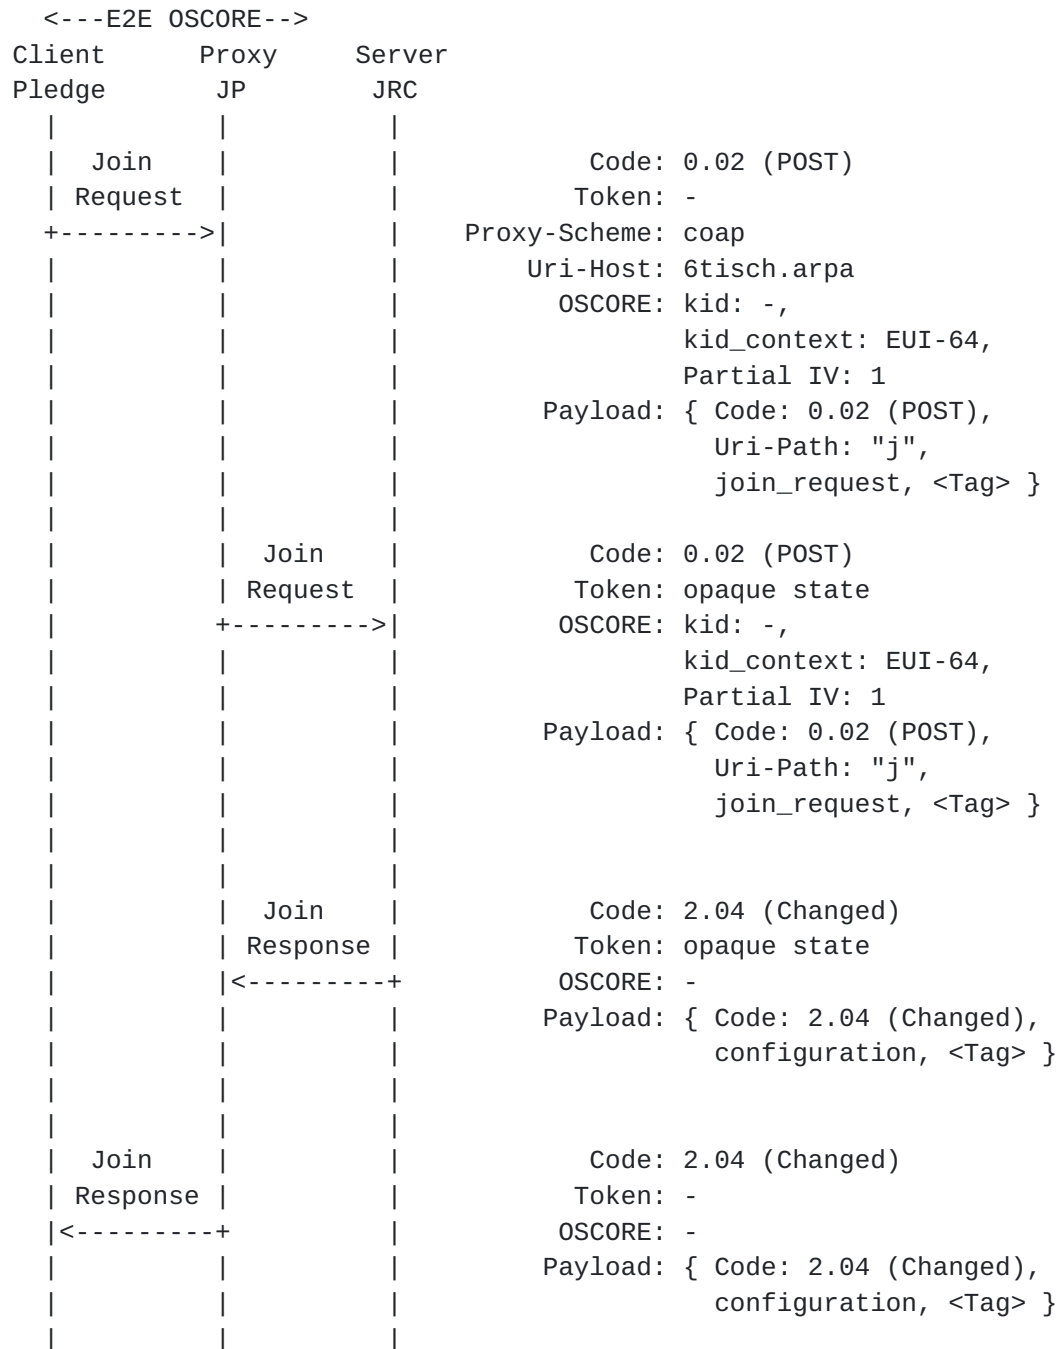 <---E2E OSCORE-->
Client      Proxy     Server
Pledge       JP        JRC
  |          |          |
  |  Join    |          |            Code: 0.02 (POST)
  | Request  |          |           Token: -
  +--------->|          |    Proxy-Scheme: coap
  |          |          |        Uri-Host: 6tisch.arpa
  |          |          |          OSCORE: kid: -,
  |          |          |                  kid_context: EUI-64,
  |          |          |                  Partial IV: 1
  |          |          |         Payload: { Code: 0.02 (POST),
  |          |          |                    Uri-Path: "j",
  |          |          |                    join_request, <Tag> }
  |          |          |
  |          |  Join    |            Code: 0.02 (POST)
  |          | Request  |           Token: opaque state
  |          +--------->|          OSCORE: kid: -,
  |          |          |                  kid_context: EUI-64,
  |          |          |                  Partial IV: 1
  |          |          |         Payload: { Code: 0.02 (POST),
  |          |          |                    Uri-Path: "j",
  |          |          |                    join_request, <Tag> }
  |          |          |
  |          |          |
  |          |  Join    |            Code: 2.04 (Changed)
  |          | Response |           Token: opaque state
  |          |<---------+          OSCORE: -
  |          |          |         Payload: { Code: 2.04 (Changed),
  |          |          |                    configuration, <Tag> }
  |          |          |
  |          |          |
  |  Join    |          |            Code: 2.04 (Changed)
  | Response |          |           Token: -
  |<---------+          |          OSCORE: -
  |          |          |         Payload: { Code: 2.04 (Changed),
  |          |          |                    configuration, <Tag> }
  |          |          |